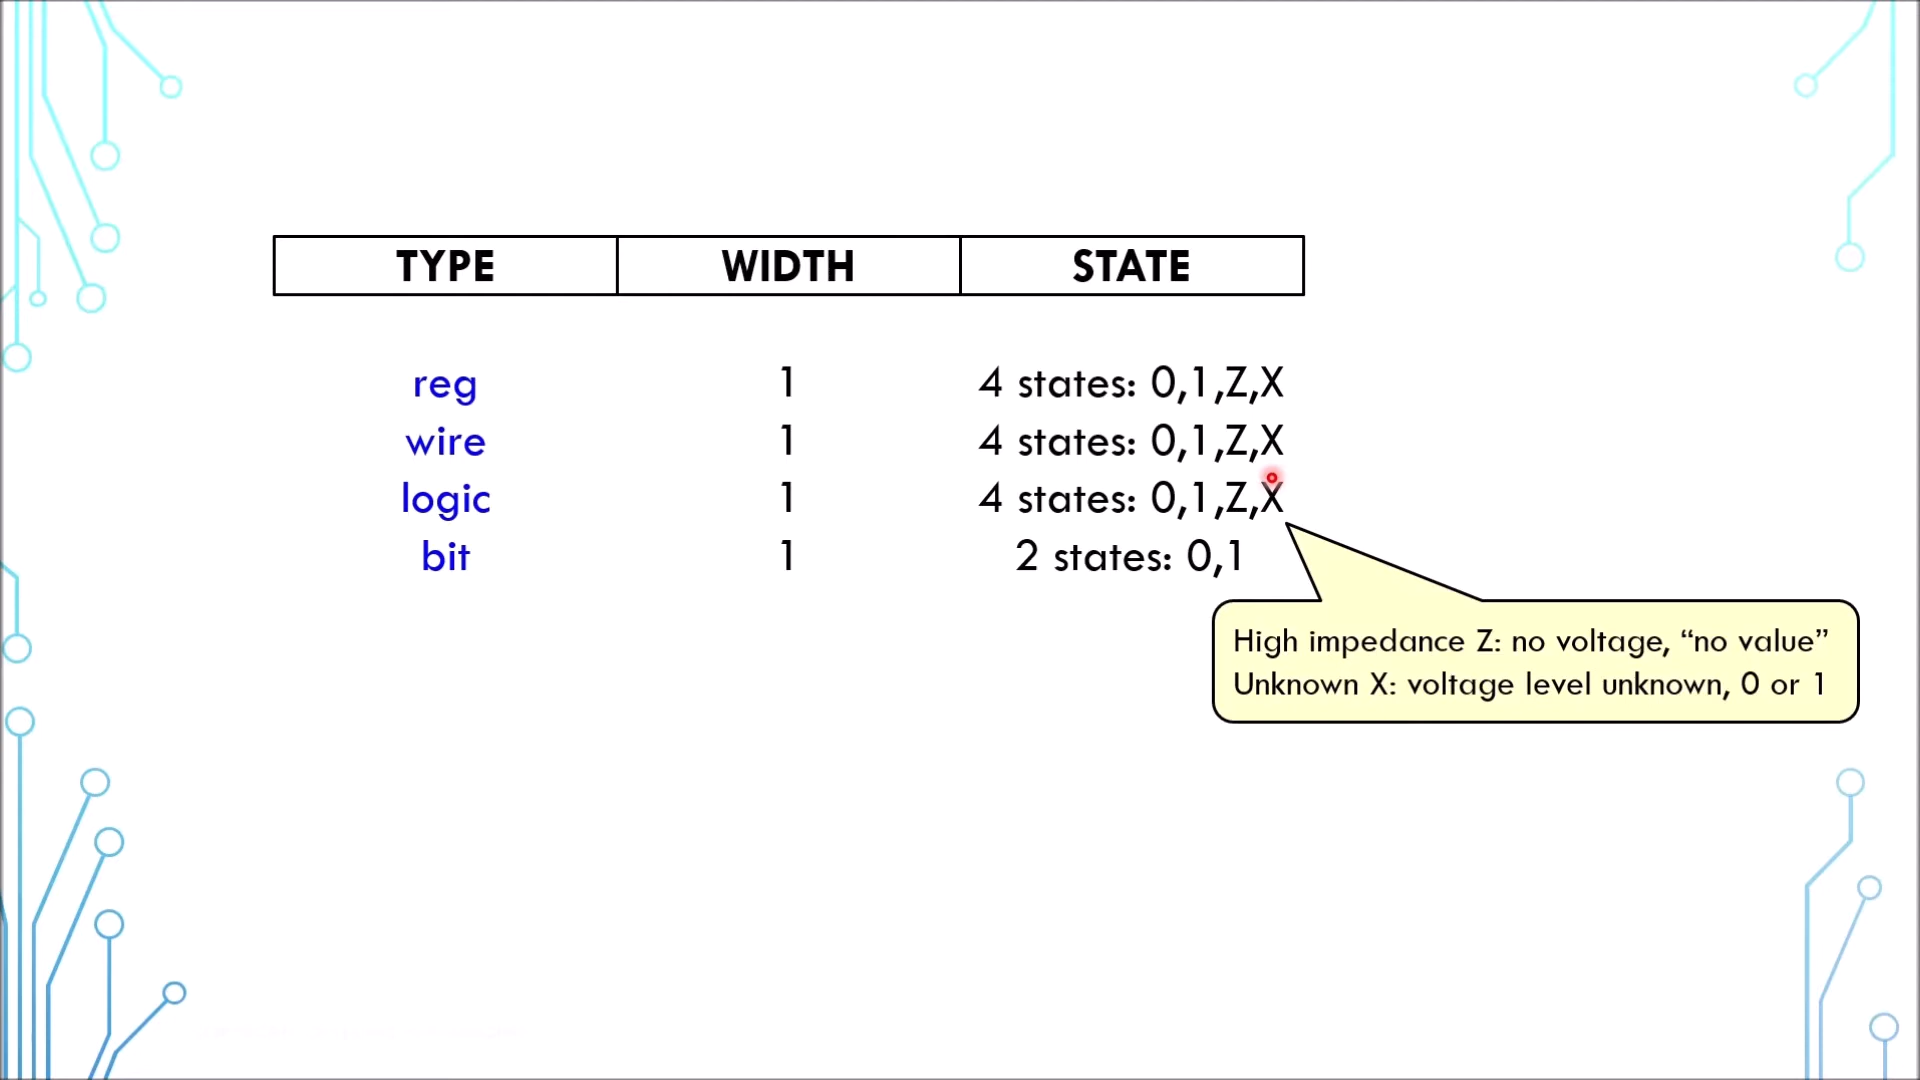 TYPE WIDTH STATE
reg 1 4 states: 0,1,Z,X
wire 1 4 states: 0,1,Z,X
logic 1 4 states: 0,1,Z,X
bit 1 2 states: 0,1
High impedance Z: no voltage, “no value”
Unknown X: voltage level unknown, 0 or 1